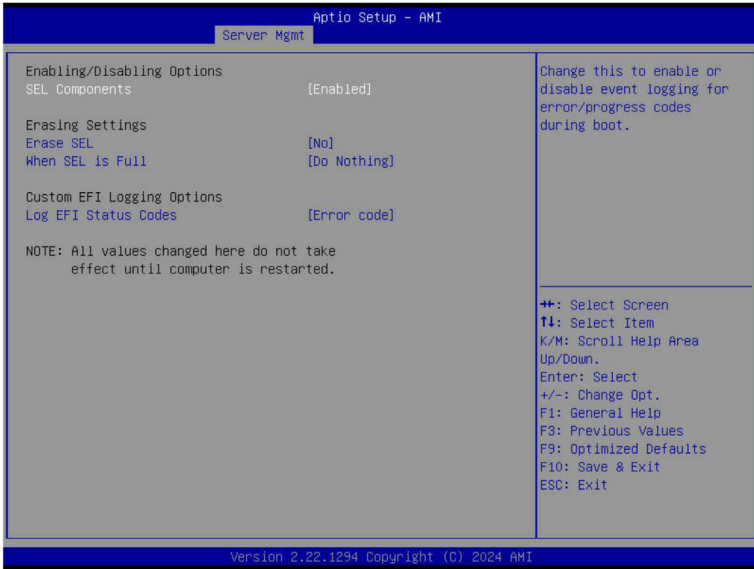 Aptio Setup – AMI
Server Mgmt
Enabling/Disabling Options
SEL Components [Enabled]
Erasing Settings
Erase SEL [No]
When SEL is Full [Do Nothing]
Custom EFI Logging Options
Log EFI Status Codes [Error code]
NOTE: All values changed here do not take
effect until computer is restarted.
Change this to enable or
disable event logging for
error/progress codes
during boot.
→←: Select Screen
↑↓: Select Item
K/M: Scroll Help Area
Up/Down.
Enter: Select
+/-: Change Opt.
F1: General Help
F3: Previous Values
F9: Optimized Defaults
F10: Save & Exit
ESC: Exit
Version 2.22.1294 Copyright (C) 2024 AMI